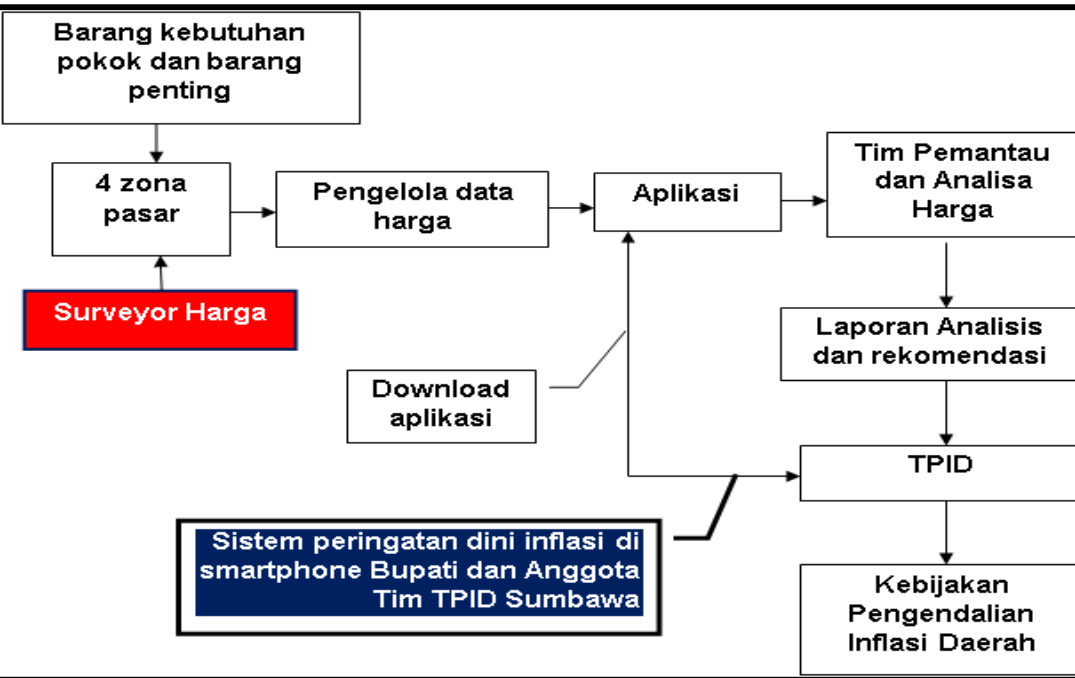 Barang kebutuhan
pokok dan barang
penting
4 zona
pasar
Pengelola data
harga
Aplikasi
Tim Pemantau
dan Analisa
Harga
Surveyor Harga
Laporan Analisis
dan rekomendasi
Download
aplikasi
TPID
Sistem peringatan dini inflasi di
smartphone Bupati dan Anggota
Tim TPID Sumbawa
Kebijakan
Pengendalian
Inflasi Daerah